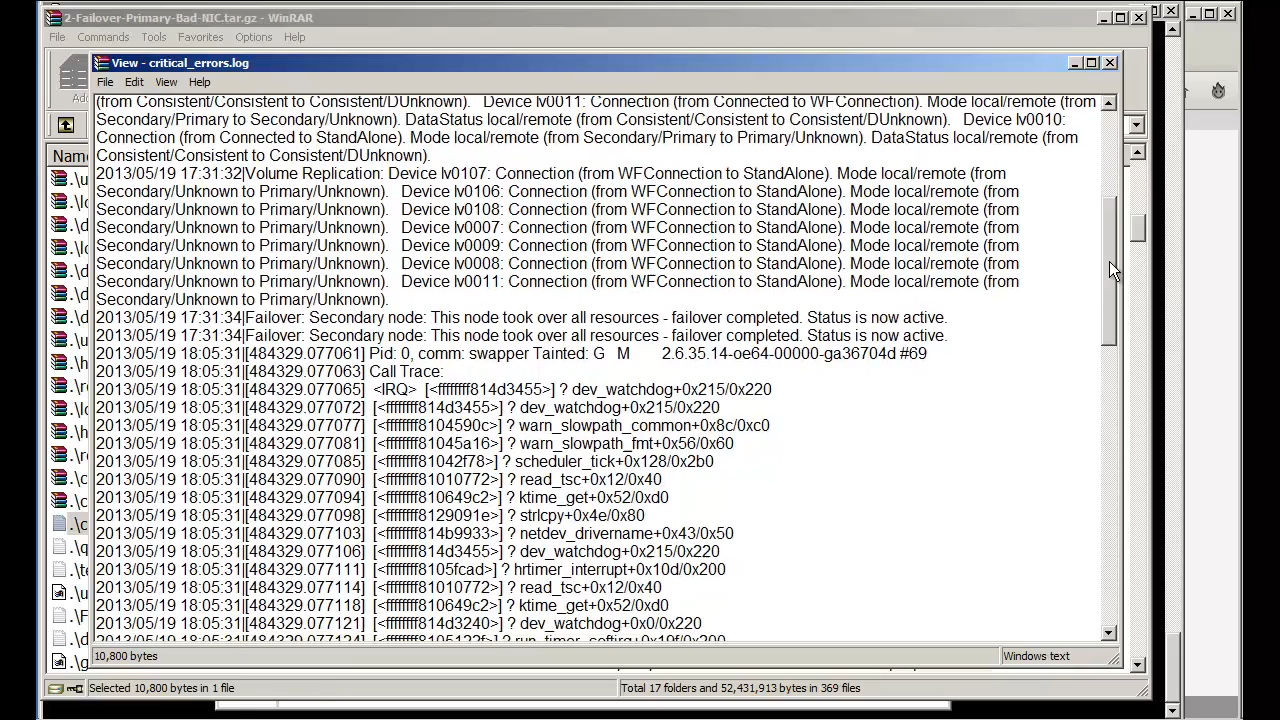 2-Failover-Primary-Bad-NIC.tar.gz - WinRAR
File Commands Tools Favorites Options Help
View - critical_errors.log
File Edit View Help
(from Consistent/Consistent to Consistent/DUnknown).   Device lv0011: Connection (from Connected to WFConnection). Mode local/remote (from
Secondary/Primary to Secondary/Unknown). DataStatus local/remote (from Consistent/Consistent to Consistent/DUnknown).   Device lv0010:
Connection (from Connected to StandAlone). Mode local/remote (from Secondary/Primary to Primary/Unknown). DataStatus local/remote (from
Consistent/Consistent to Consistent/DUnknown).
2013/05/19 17:31:32|Volume Replication: Device lv0107: Connection (from WFConnection to StandAlone). Mode local/remote (from
Secondary/Unknown to Primary/Unknown).   Device lv0106: Connection (from WFConnection to StandAlone). Mode local/remote (from
Secondary/Unknown to Primary/Unknown).   Device lv0108: Connection (from WFConnection to StandAlone). Mode local/remote (from
Secondary/Unknown to Primary/Unknown).   Device lv0007: Connection (from WFConnection to StandAlone). Mode local/remote (from
Secondary/Unknown to Primary/Unknown).   Device lv0009: Connection (from WFConnection to StandAlone). Mode local/remote (from
Secondary/Unknown to Primary/Unknown).   Device lv0008: Connection (from WFConnection to StandAlone). Mode local/remote (from
Secondary/Unknown to Primary/Unknown).   Device lv0011: Connection (from WFConnection to StandAlone). Mode local/remote (from
Secondary/Unknown to Primary/Unknown).
2013/05/19 17:31:34|Failover: Secondary node: This node took over all resources - failover completed. Status is now active.
2013/05/19 17:31:34|Failover: Secondary node: This node took over all resources - failover completed. Status is now active.
2013/05/19 18:05:31|[484329.077061] Pid: 0, comm: swapper Tainted: G   M       2.6.35.14-oe64-00000-ga36704d #69
2013/05/19 18:05:31|[484329.077063] Call Trace:
2013/05/19 18:05:31|[484329.077065]  <IRQ>  [<ffffffff814d3455>] ? dev_watchdog+0x215/0x220
2013/05/19 18:05:31|[484329.077072]  [<ffffffff814d3455>] ? dev_watchdog+0x215/0x220
2013/05/19 18:05:31|[484329.077077]  [<ffffffff8104590c>] ? warn_slowpath_common+0x8c/0xc0
2013/05/19 18:05:31|[484329.077081]  [<ffffffff81045a16>] ? warn_slowpath_fmt+0x56/0x60
2013/05/19 18:05:31|[484329.077085]  [<ffffffff81042f78>] ? scheduler_tick+0x128/0x2b0
2013/05/19 18:05:31|[484329.077090]  [<ffffffff81010772>] ? read_tsc+0x12/0x40
2013/05/19 18:05:31|[484329.077094]  [<ffffffff810649c2>] ? ktime_get+0x52/0xd0
2013/05/19 18:05:31|[484329.077098]  [<ffffffff8129091e>] ? strlcpy+0x4e/0x80
2013/05/19 18:05:31|[484329.077103]  [<ffffffff814b9933>] ? netdev_drivername+0x43/0x50
2013/05/19 18:05:31|[484329.077106]  [<ffffffff814d3455>] ? dev_watchdog+0x215/0x220
2013/05/19 18:05:31|[484329.077111]  [<ffffffff8105fcad>] ? hrtimer_interrupt+0x10d/0x200
2013/05/19 18:05:31|[484329.077114]  [<ffffffff81010772>] ? read_tsc+0x12/0x40
2013/05/19 18:05:31|[484329.077118]  [<ffffffff810649c2>] ? ktime_get+0x52/0xd0
2013/05/19 18:05:31|[484329.077121]  [<ffffffff814d3240>] ? dev_watchdog+0x0/0x220
2013/05/19 18:05:31|[484329.077124]  [<ffffffff8105122f>] ? run_timer_softirq+0x19f/0x200
10,800 bytes
Windows text
Selected 10,800 bytes in 1 file
Total 17 folders and 52,431,913 bytes in 369 files